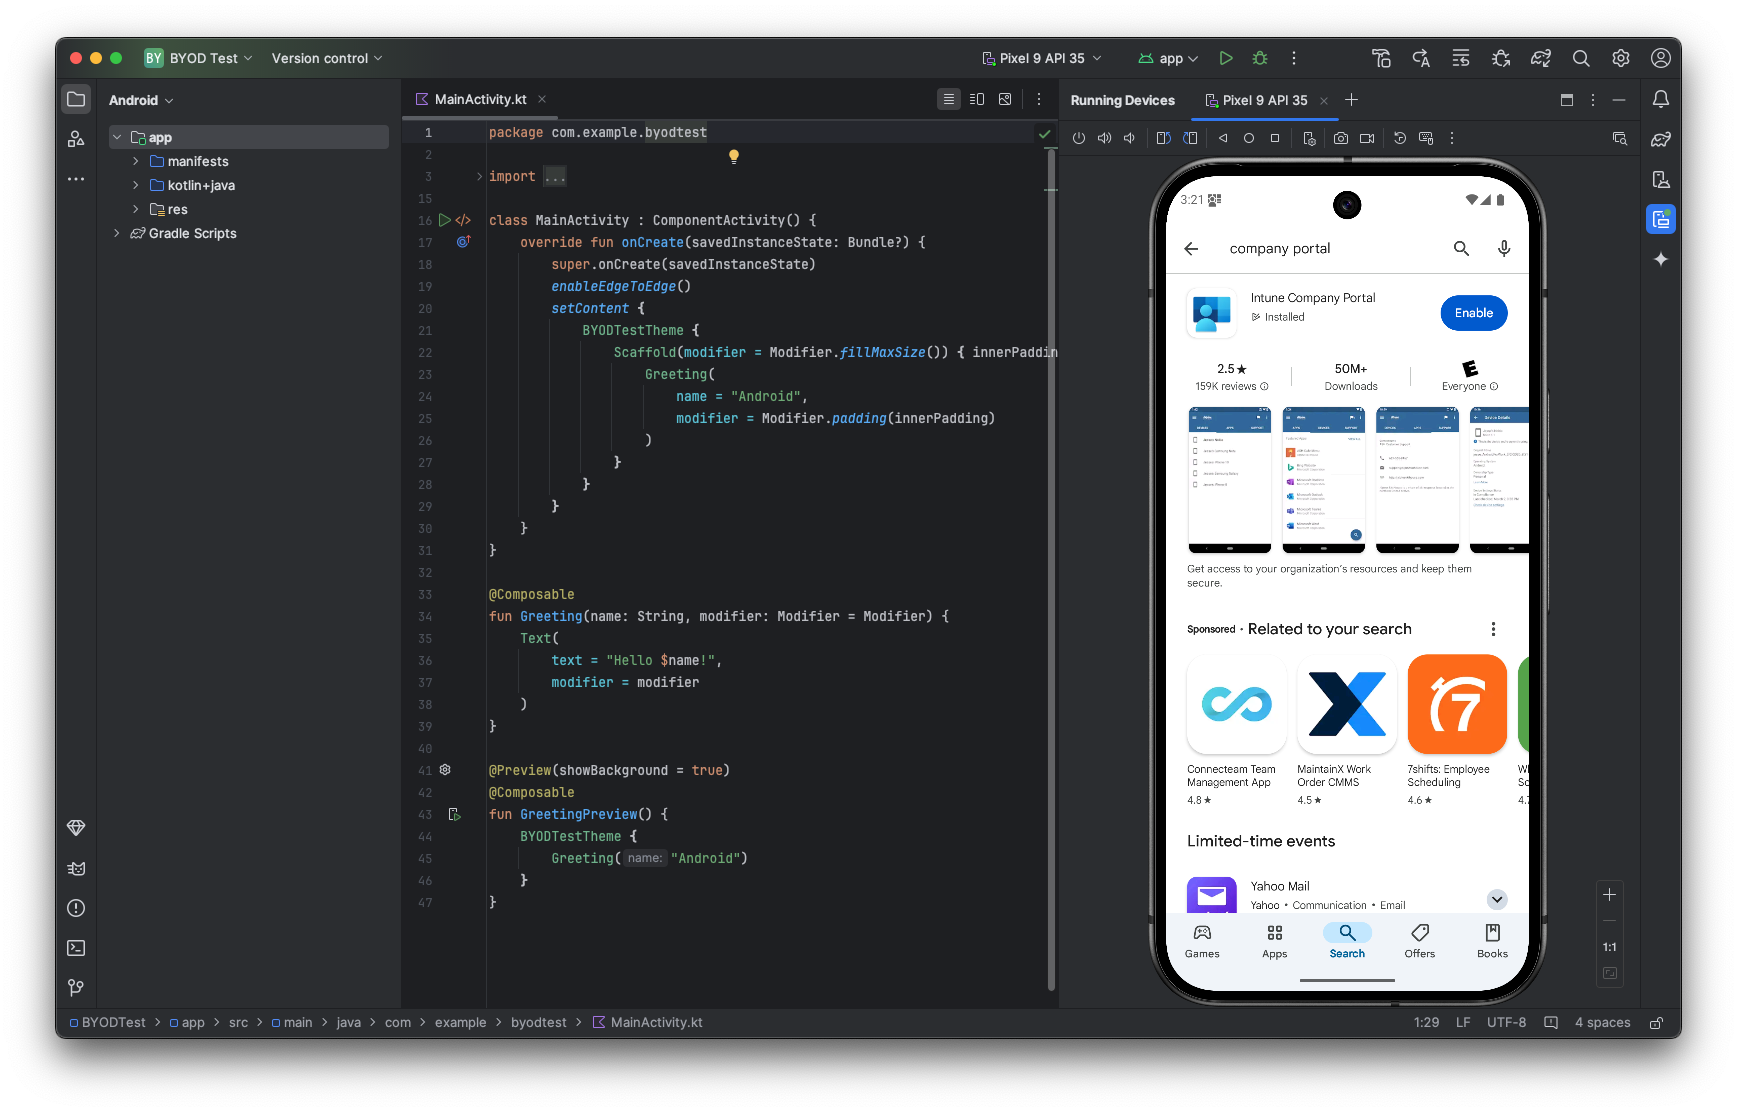 BY BYOD Test Version control Pixel 9 API 35 app
Android
app
manifests
kotlin+java
res
Gradle Scripts
MainActivity.kt
1 package com.example.byodtest
2
3 import ...
15
16 class MainActivity : ComponentActivity() {
17 override fun onCreate(savedInstanceState: Bundle?) {
18 super.onCreate(savedInstanceState)
19 enableEdgeToEdge()
20 setContent {
21 BYODTestTheme {
22 Scaffold(modifier = Modifier.fillMaxSize()) { innerPaddin
23 Greeting(
24 name = "Android",
25 modifier = Modifier.padding(innerPadding)
26 )
27 }
28 }
29 }
30 }
31 }
32
33 @Composable
34 fun Greeting(name: String, modifier: Modifier = Modifier) {
35 Text(
36 text = "Hello $name!",
37 modifier = modifier
38 )
39 }
40
41 @Preview(showBackground = true)
42 @Composable
43 fun GreetingPreview() {
44 BYODTestTheme {
45 Greeting( name: "Android")
46 }
47 }
Running Devices Pixel 9 API 35
3:21
company portal
Intune Company Portal
Installed
Enable
2.5★ 50M+ E
159K reviews Downloads Everyone
Get access to your organization's resources and keep them
secure.
Sponsored · Related to your search
7
Connecteam Team
Management App
4.8★
MaintainX Work
Order CMMS
4.5★
7shifts: Employee
Scheduling
4.6★
Limited-time events
Yahoo Mail
Yahoo • Communication • Email
Games Apps Search Offers Books
1:1
BYODTest > app > src > main > java > com > example > byodtest > MainActivity.kt
1:29 LF UTF-8 4 spaces